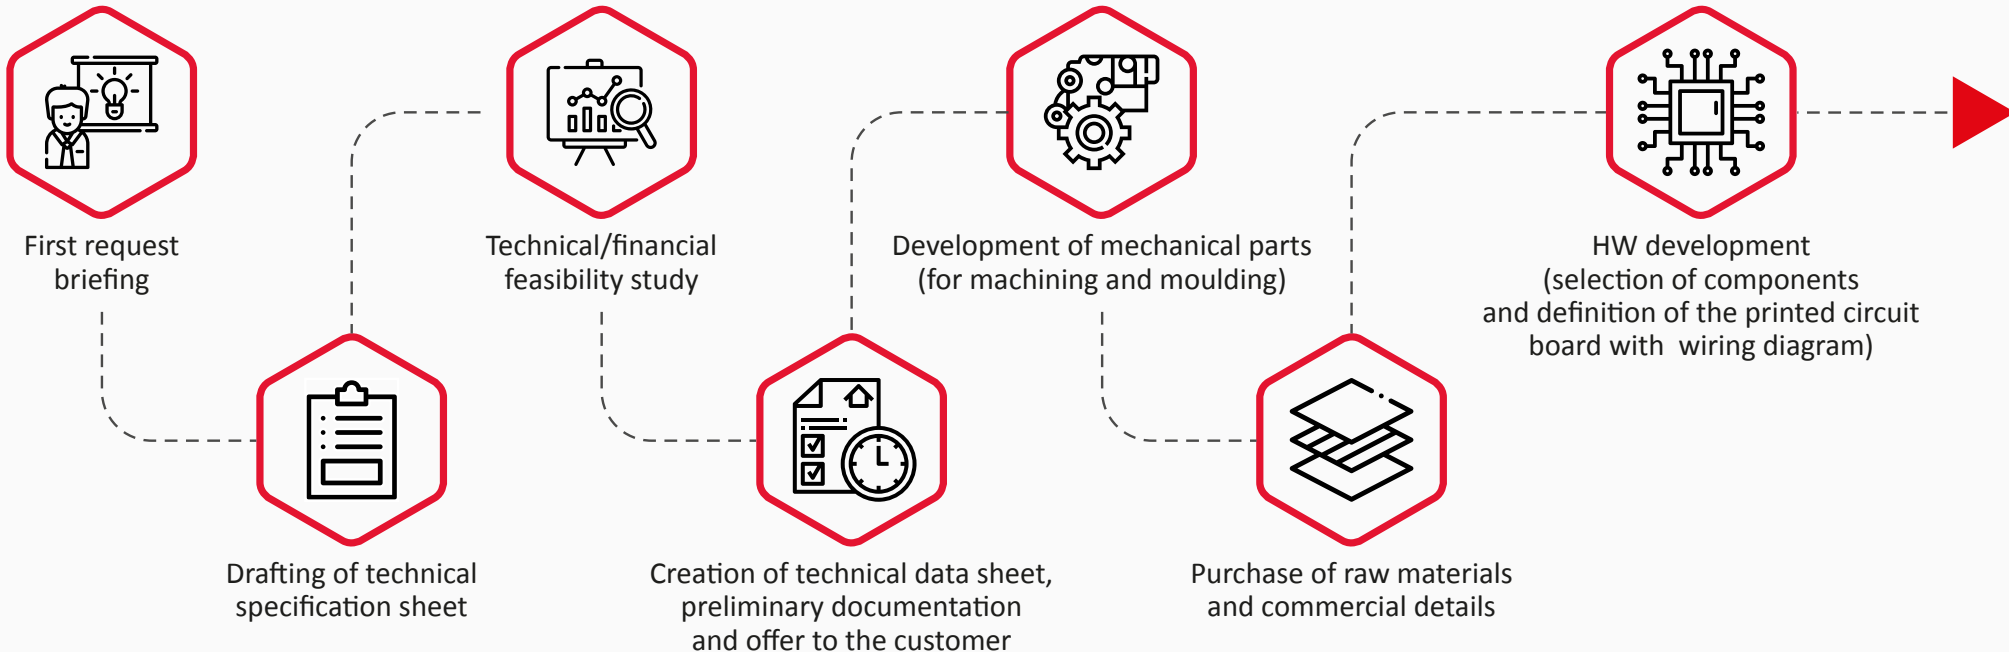 First request
briefing
Drafting of technical
specification sheet
Technical/financial
feasibility study
Creation of technical data sheet,
preliminary documentation
and offer to the customer
Development of mechanical parts
(for machining and moulding)
Purchase of raw materials
and commercial details
HW development
(selection of components
and definition of the printed circuit
board with  wiring diagram)